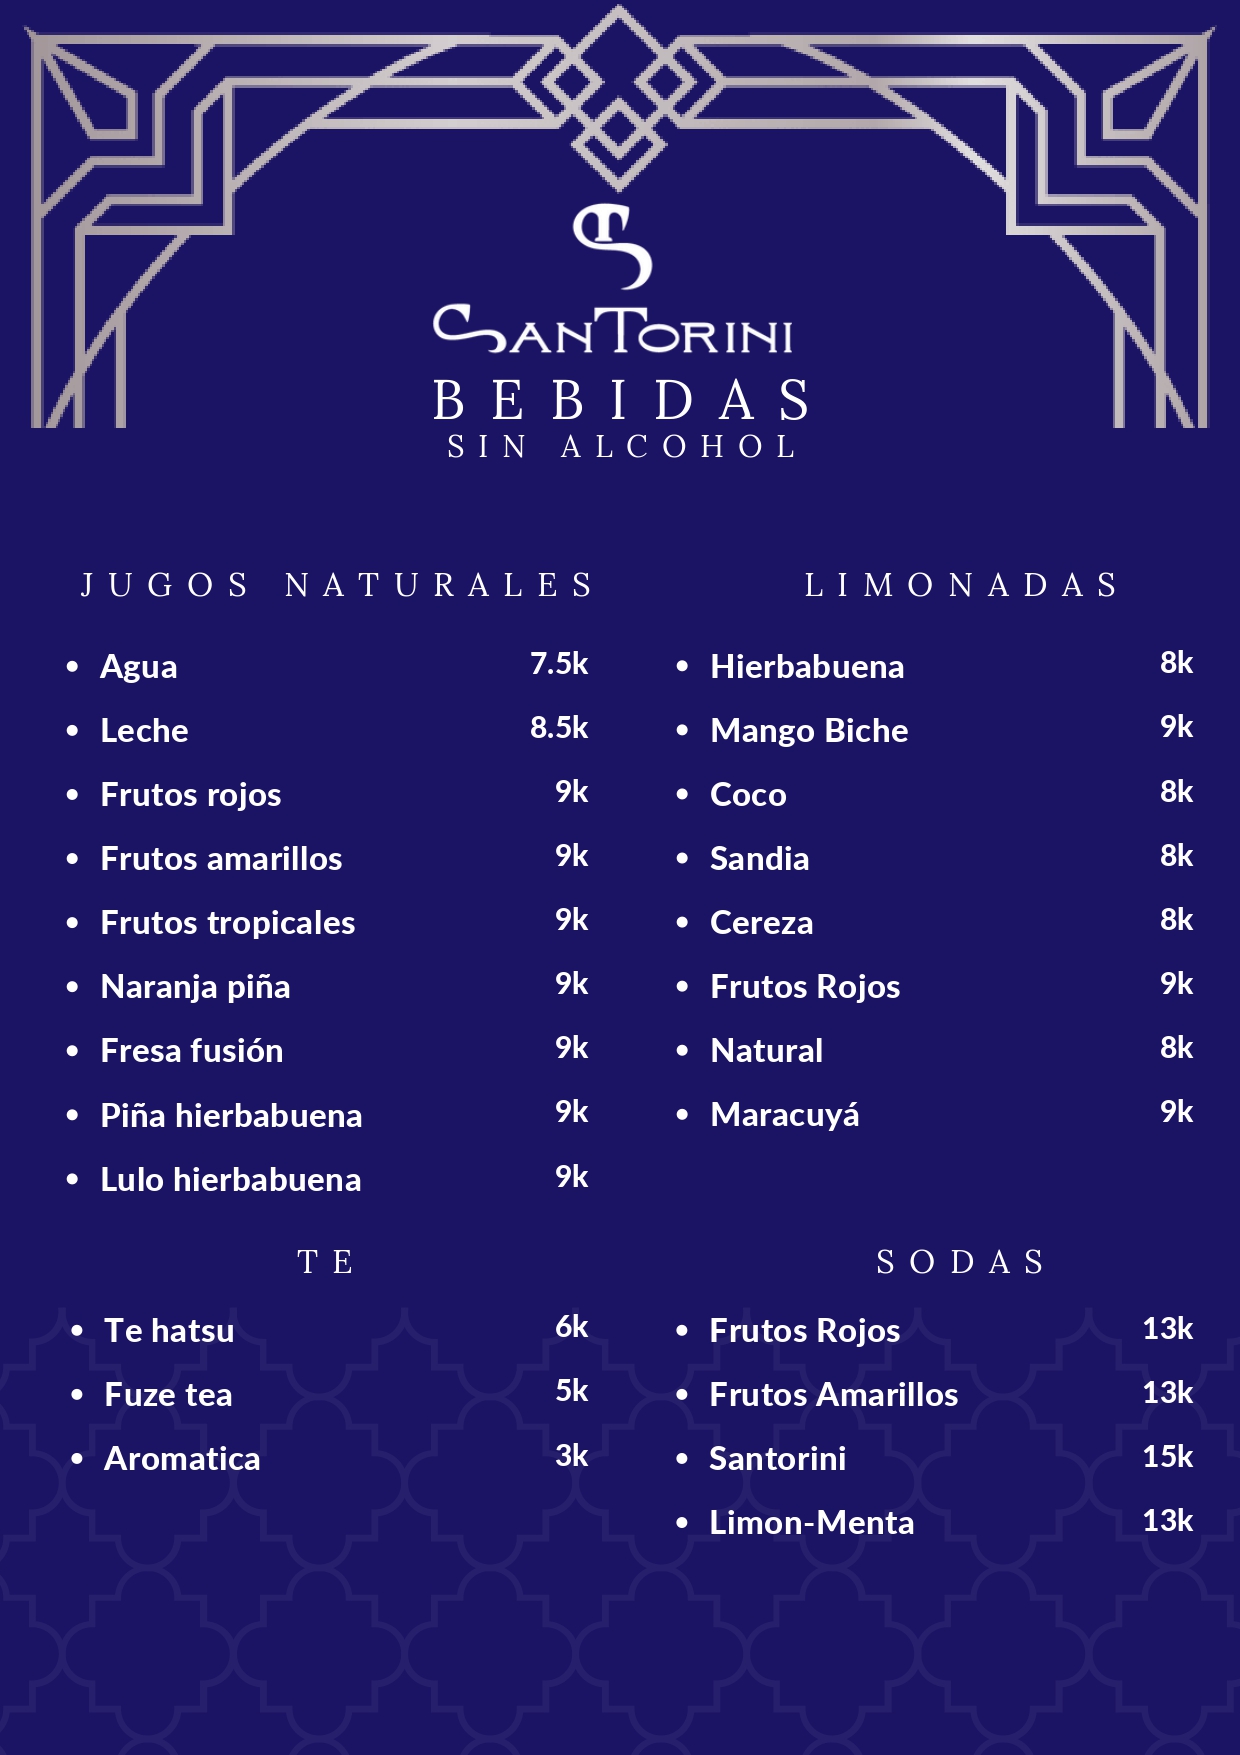 SANTORINI
BEBIDAS
SIN ALCOHOL
JUGOS NATURALES
• Agua 7.5k
• Leche 8.5k
• Frutos rojos 9k
• Frutos amarillos 9k
• Frutos tropicales 9k
• Naranja piña 9k
• Fresa fusión 9k
• Piña hierbabuena 9k
• Lulo hierbabuena 9k
LIMONADAS
• Hierbabuena 8k
• Mango Biche 9k
• Coco 8k
• Sandia 8k
• Cereza 8k
• Frutos Rojos 9k
• Natural 8k
• Maracuyá 9k
TE
• Te hatsu 6k
• Fuze tea 5k
• Aromatica 3k
SODAS
• Frutos Rojos 13k
• Frutos Amarillos 13k
• Santorini 15k
• Limon-Menta 13k